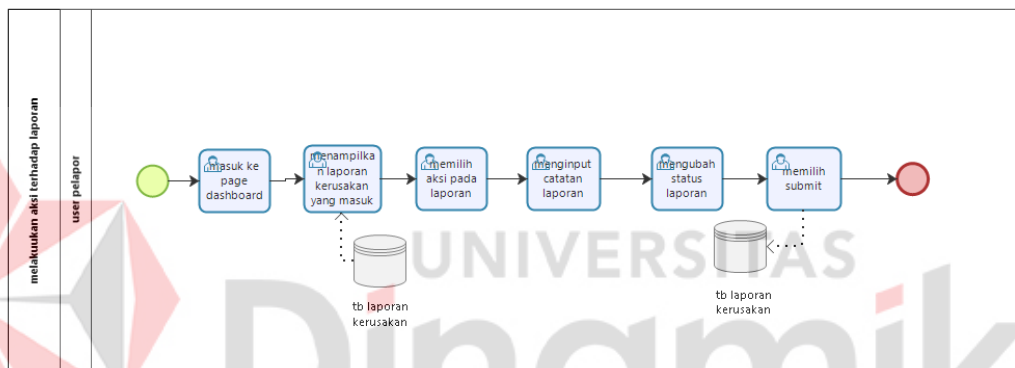 melakuukan aksi terhadap laporan
user pelapor
masuk ke
page
dashboard
menampilka
n laporan
kerusakan
yang masuk
memilih
aksi pada
laporan
menginput
catatan
laporan
mengubah
status
laporan
memilih
submit
tb laporan
kerusakan
tb laporan
kerusakan
UNIVERSITAS
Dinamik